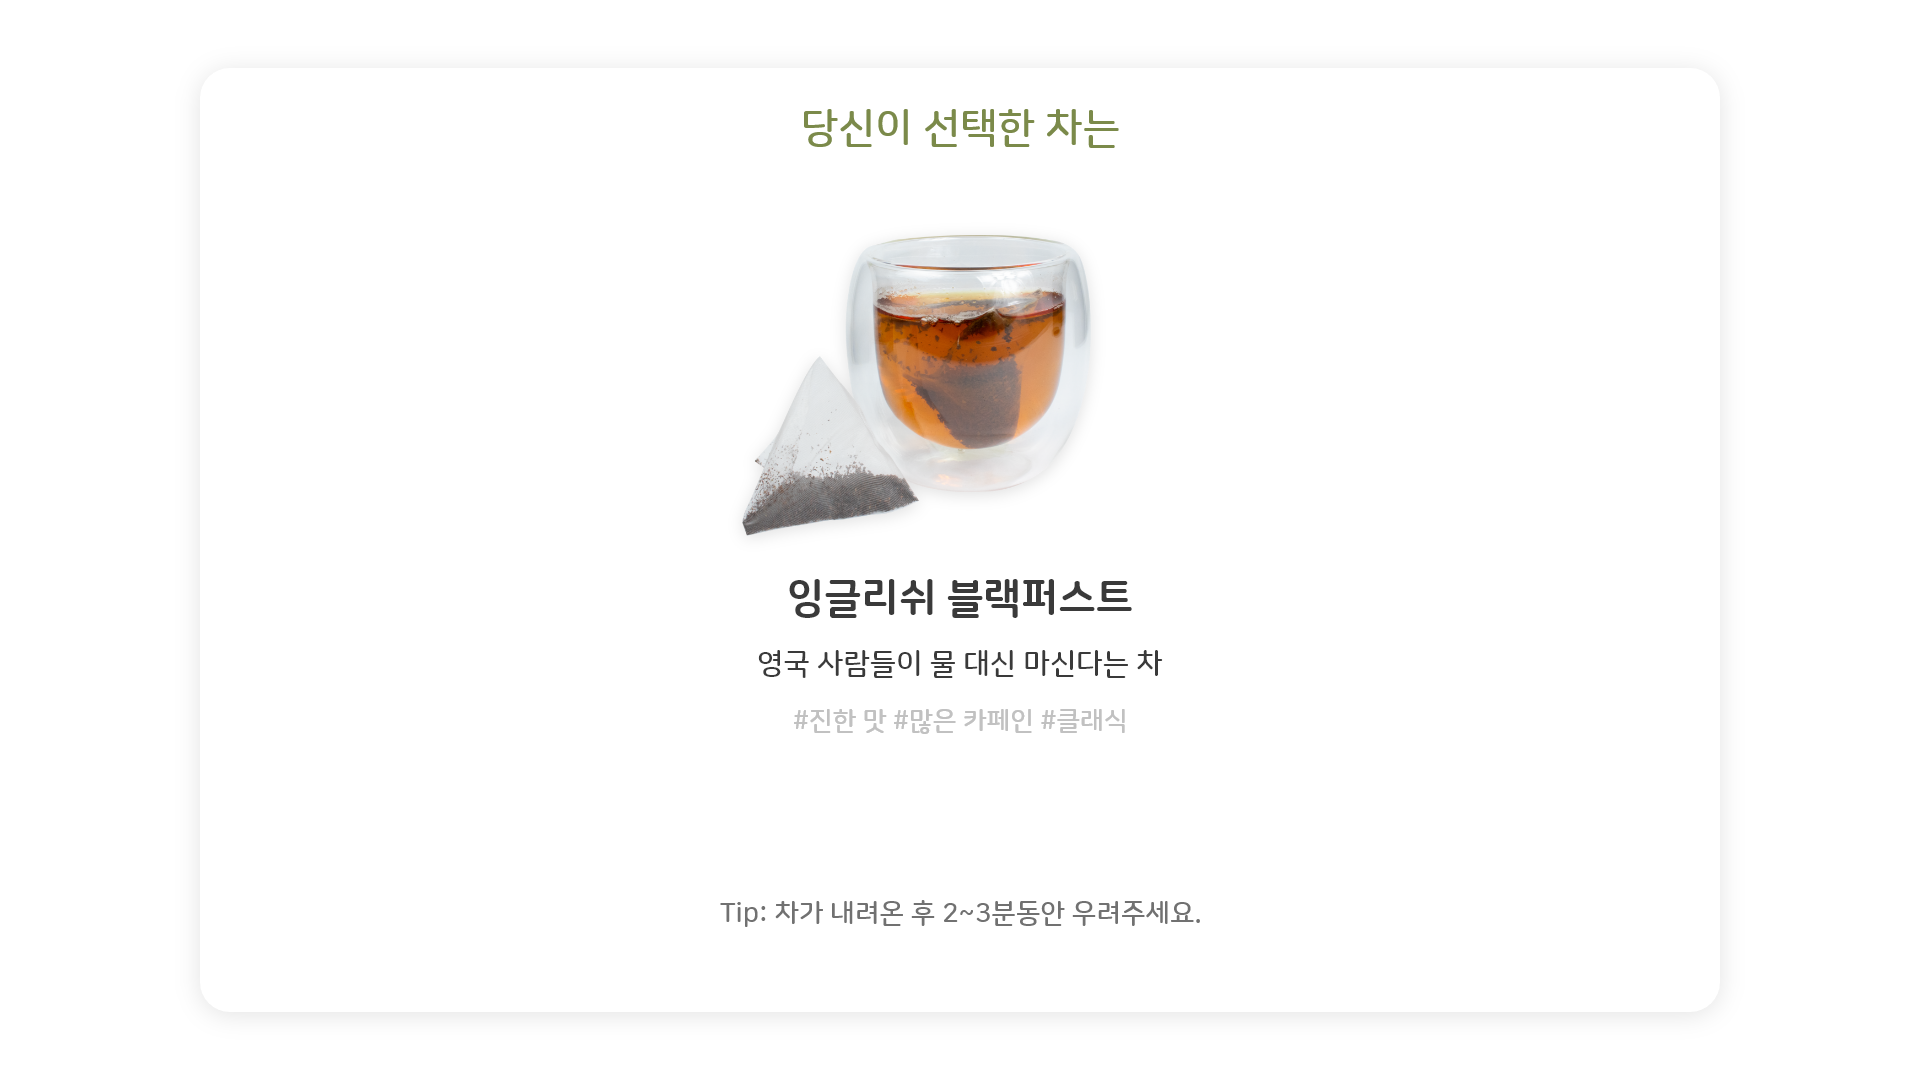 당신이 선택한 차는
잉글리쉬 블랙퍼스트
영국 사람들이 물 대신 마신다는 차
#진한 맛 #많은 카페인 #클래식
Tip: 차가 내려온 후 2~3분동안 우려주세요.